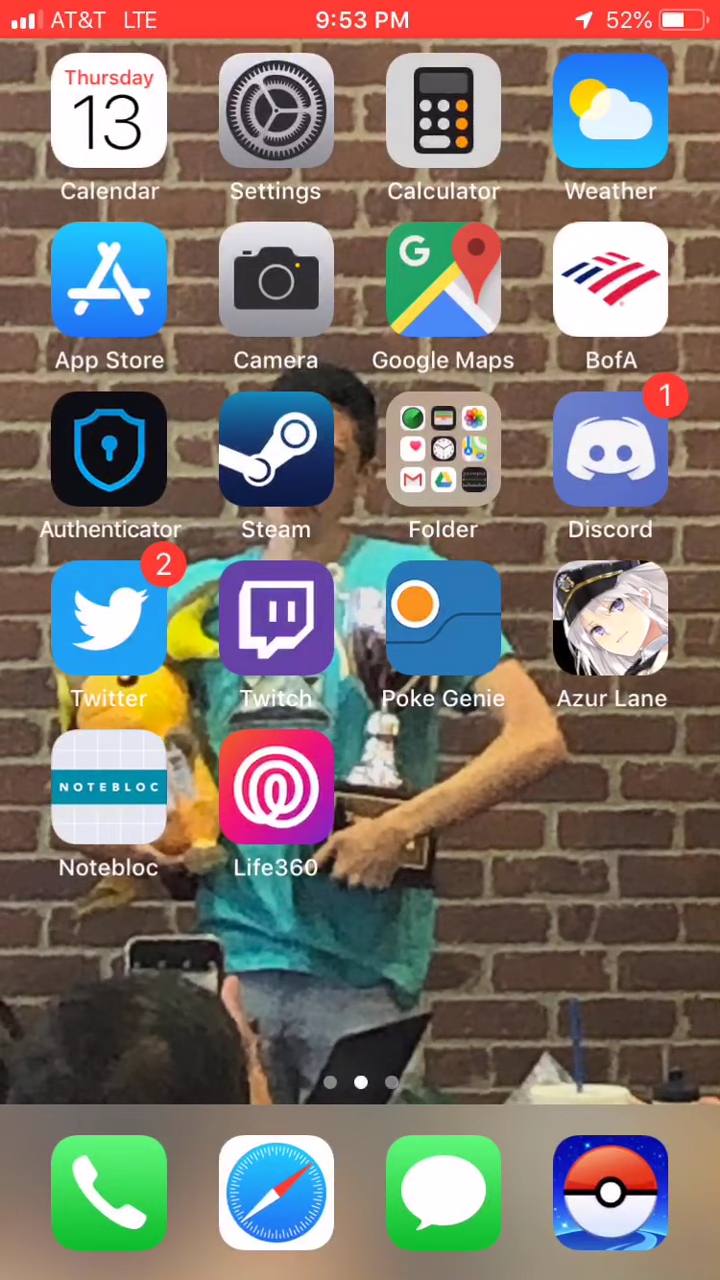 AT&T LTE 9:53 PM 52%
Thursday
13
Calendar Settings Calculator Weather
G
App Store Camera Google Maps BofA
1
Authenticator Steam Folder Discord
2
Twitter Twitch Poke Genie Azur Lane
NOTEBLOC
Notebloc Life360